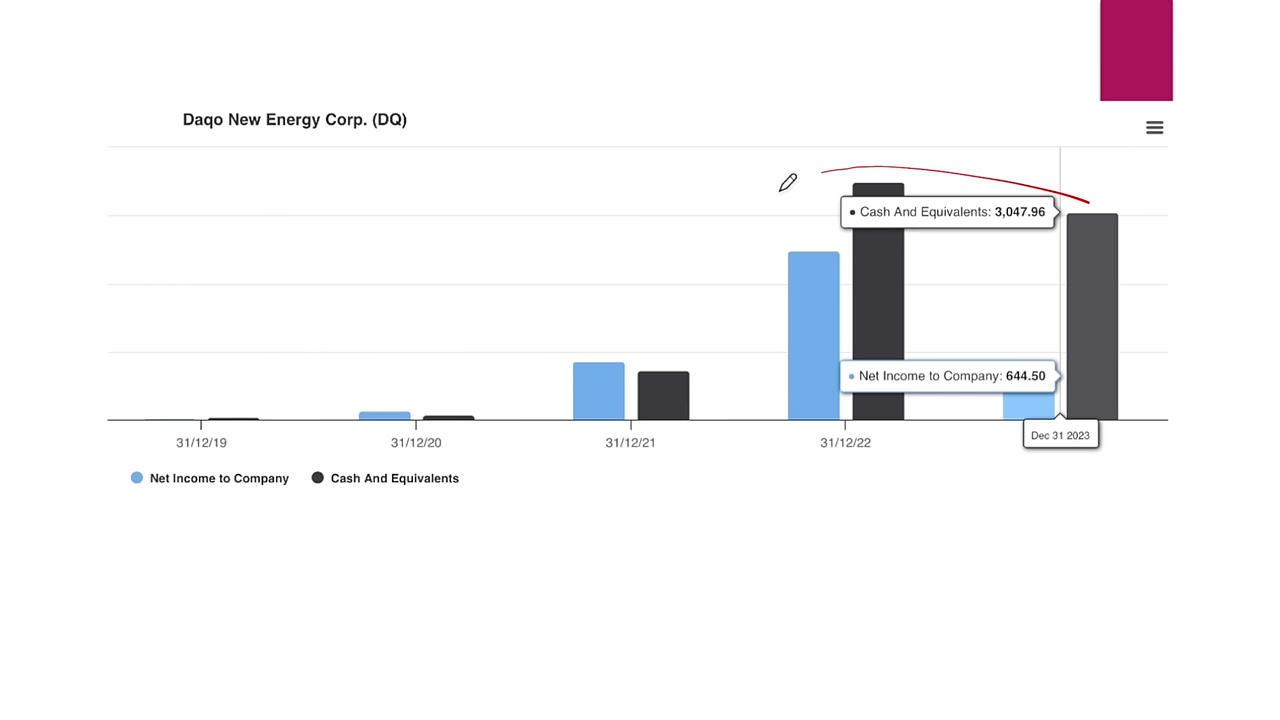 Daqo New Energy Corp. (DQ)
Cash And Equivalents: 3,047.96
Net Income to Company: 644.50
Dec 31 2023
31/12/19
31/12/20
31/12/21
31/12/22
Net Income to Company
Cash And Equivalents